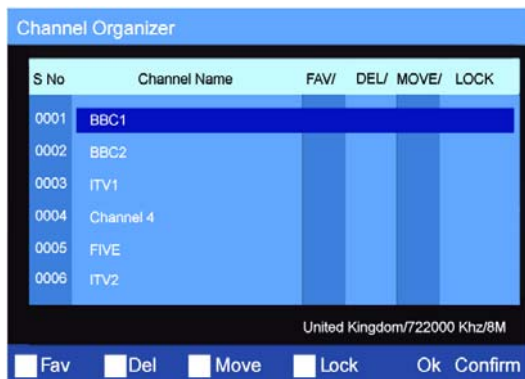 Channel Organizer
S No Channel Name FAV/ DEL/ MOVE/ LOCK
0001 BBC1
0002 BBC2
0003 ITV1
0004 Channel 4
0005 FIVE
0006 ITV2
United Kingdom/722000 Khz/8M
Fav Del Move Lock Ok Confirm